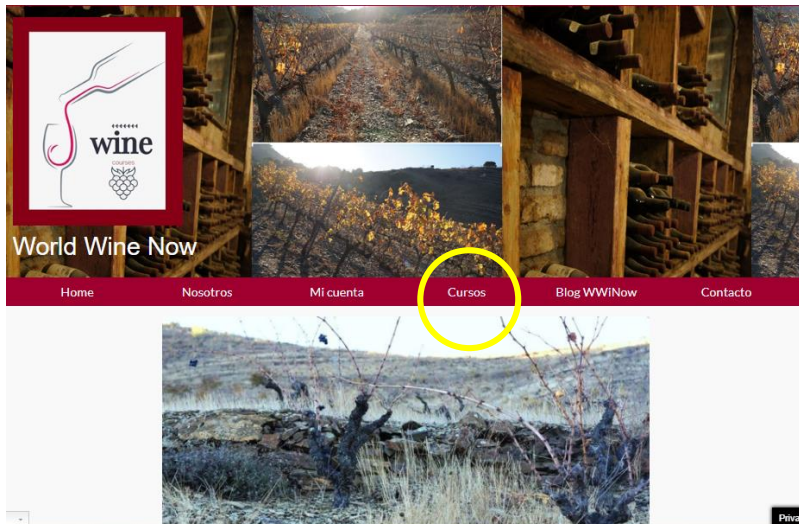 wine
COURSES
World Wine Now
Home Nosotros Mi cuenta Cursos Blog WWiNow Contacto
Priva